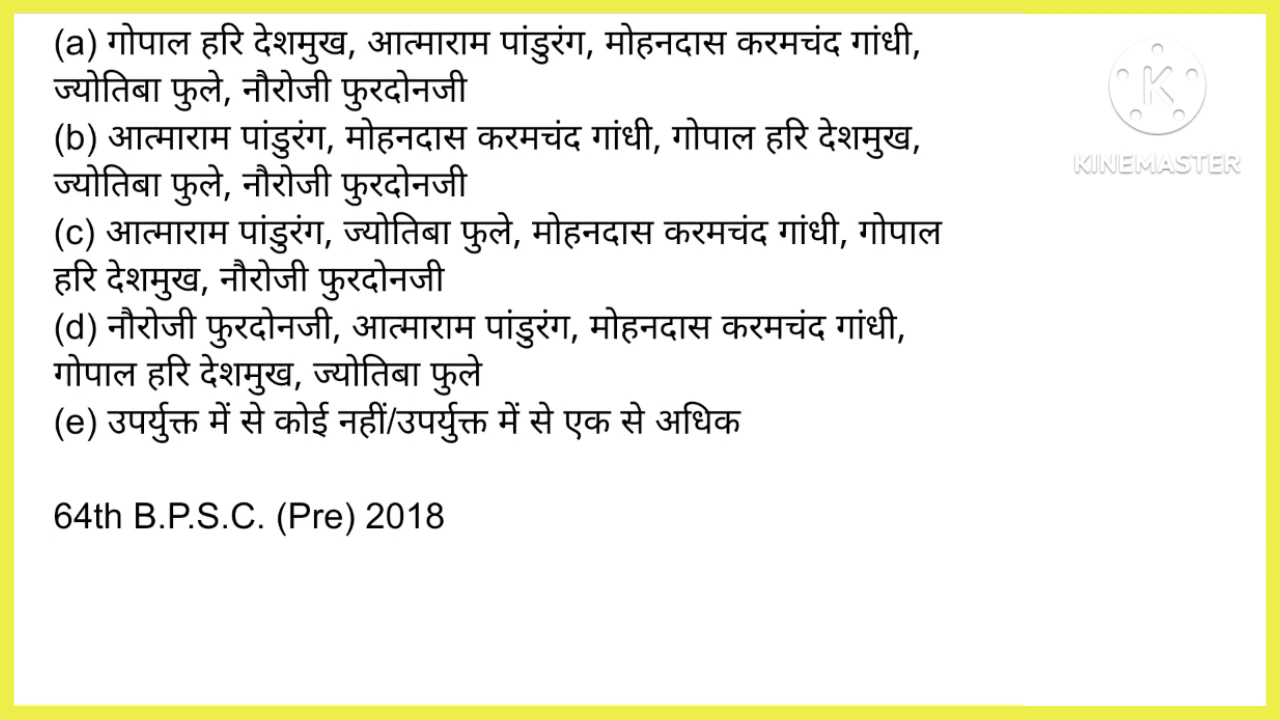 (a) गोपाल हरि देशमुख, आत्माराम पांडुरंग, मोहनदास करमचंद गांधी,
ज्योतिबा फुले, नौरोजी फुरदोनजी
(b) आत्माराम पांडुरंग, मोहनदास करमचंद गांधी, गोपाल हरि देशमुख,
ज्योतिबा फुले, नौरोजी फुरदोनजी
(c) आत्माराम पांडुरंग, ज्योतिबा फुले, मोहनदास करमचंद गांधी, गोपाल
हरि देशमुख, नौरोजी फुरदोनजी
(d) नौरोजी फुरदोनजी, आत्माराम पांडुरंग, मोहनदास करमचंद गांधी,
गोपाल हरि देशमुख, ज्योतिबा फुले
(e) उपर्युक्त में से कोई नहीं/उपर्युक्त में से एक से अधिक
64th B.P.S.C. (Pre) 2018
K
KINEMASTER